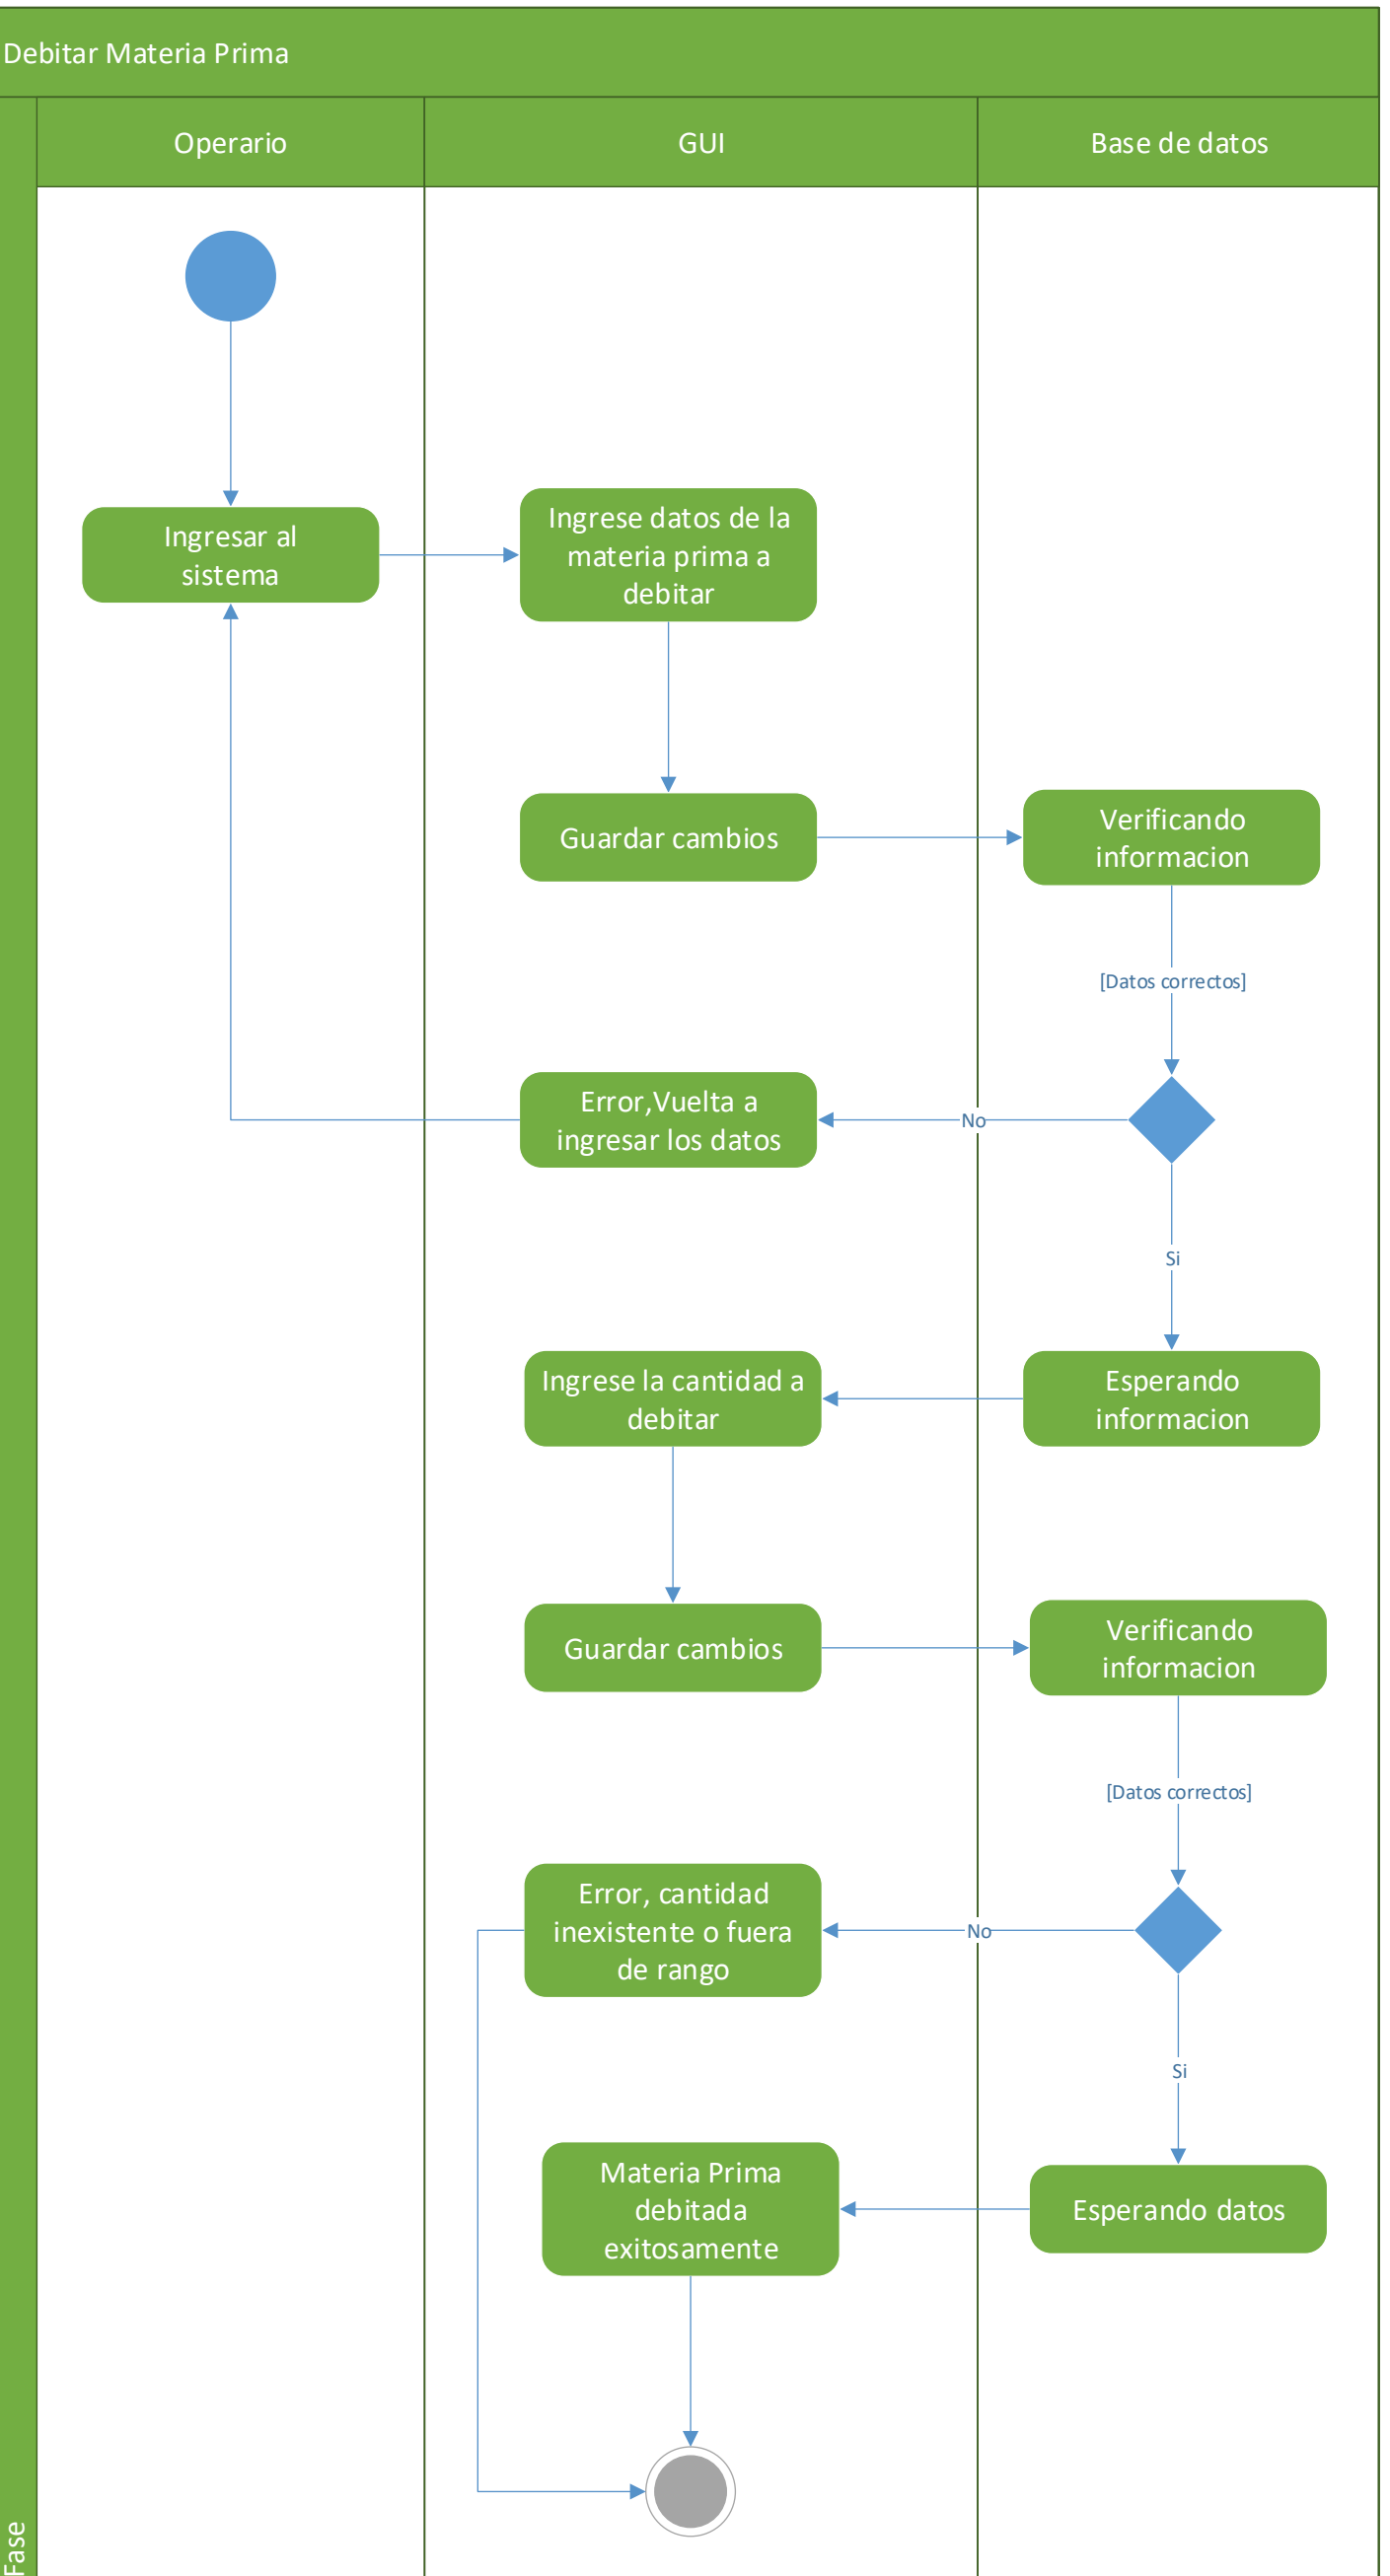 Debitar Materia Prima
Operario
GUI
Base de datos
Ingresar al
sistema
Ingrese datos de la
materia prima a
debitar
Guardar cambios
Verificando
informacion
[Datos correctos]
Error,Vuelta a
ingresar los datos
No
Si
Ingrese la cantidad a
debitar
Esperando
informacion
Guardar cambios
Verificando
informacion
[Datos correctos]
Error, cantidad
inexistente o fuera
de rango
No
Si
Materia Prima
debitada
exitosamente
Esperando datos
Fase